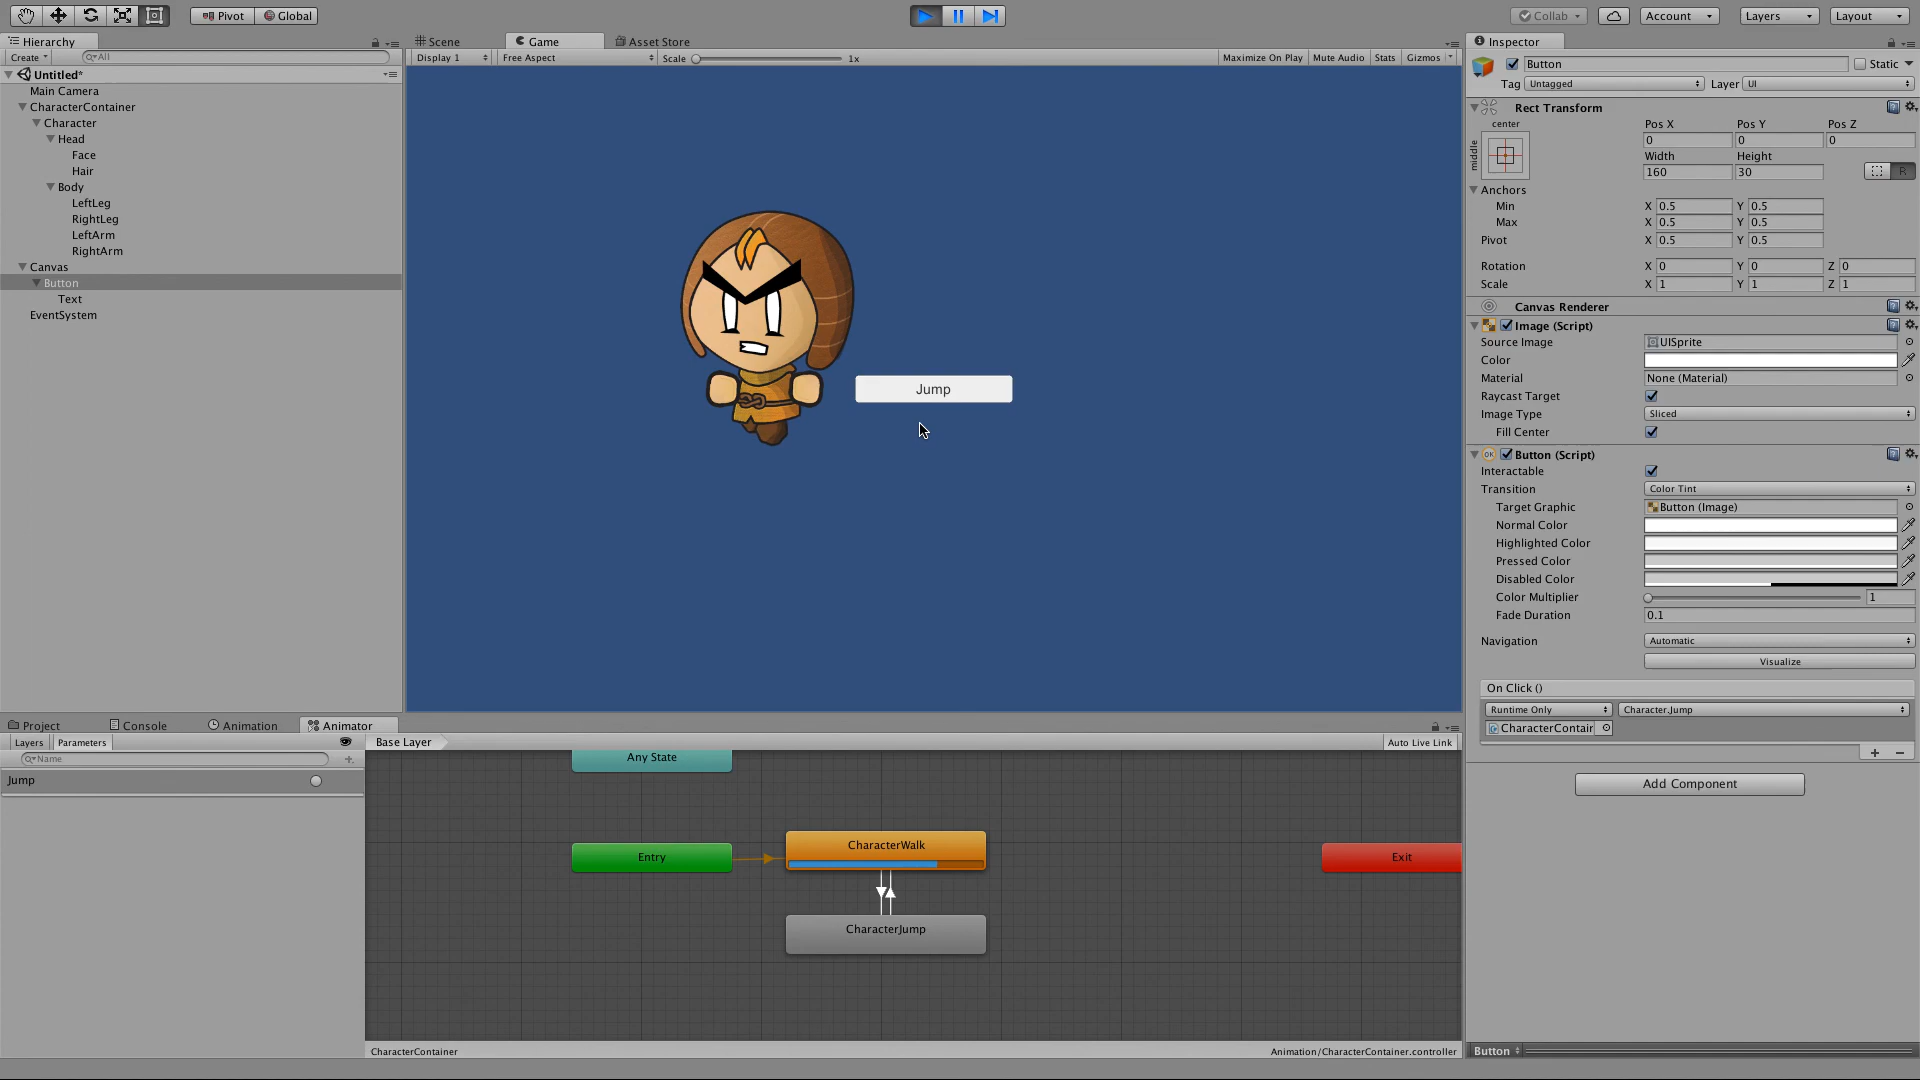 Pivot Global Collab Account Layers Layout
Hierarchy
Create All
Untitled*
Main Camera
CharacterContainer
Character
Head
Face
Hair
Body
LeftLeg
RightLeg
LeftArm
RightArm
Canvas
Button
Text
EventSystem
Scene Game Asset Store
Display 1 Free Aspect Scale 1x Maximize On Play Mute Audio Stats Gizmos
Jump
Inspector
Button Static
Tag Untagged Layer UI
Rect Transform
center
middle
Pos X Pos Y Pos Z
0 0 0
Width Height
160 30 R
Anchors
Min X 0.5 Y 0.5
Max X 0.5 Y 0.5
Pivot X 0.5 Y 0.5
Rotation X 0 Y 0 Z 0
Scale X 1 Y 1 Z 1
Canvas Renderer
Image (Script)
Source Image UISprite
Color
Material None (Material)
Raycast Target
Image Type Sliced
Fill Center
OK Button (Script)
Interactable
Transition Color Tint
Target Graphic Button (Image)
Normal Color
Highlighted Color
Pressed Color
Disabled Color
Color Multiplier 1
Fade Duration 0.1
Navigation Automatic
Visualize
On Click ()
Runtime Only Character.Jump
CharacterContair
Add Component
Button
Project Console Animation Animator
Layers Parameters
Name
Jump
Base Layer Auto Live Link
Any State
Entry
CharacterWalk
CharacterJump
Exit
CharacterContainer Animation/CharacterContainer.controller